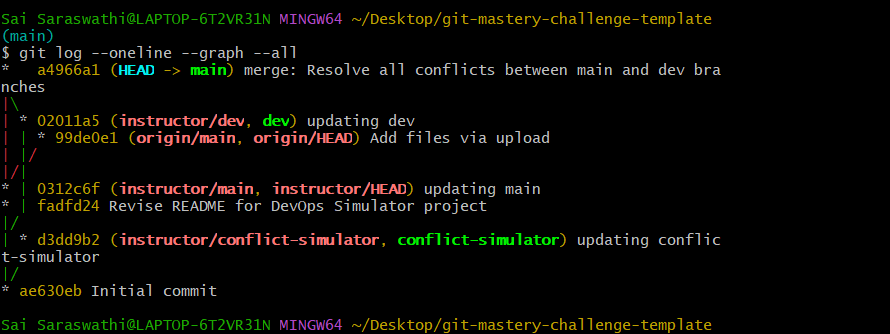 Sai Saraswathi@LAPTOP-6T2VR31N MINGW64 ~/Desktop/git-mastery-challenge-template
(main)
$ git log --oneline --graph --all
*   a4966a1 (HEAD -> main) merge: Resolve all conflicts between main and dev bra
nches
|\
| * 02011a5 (instructor/dev, dev) updating dev
| | * 99de0e1 (origin/main, origin/HEAD) Add files via upload
| |/
|/|
* | 0312c6f (instructor/main, instructor/HEAD) updating main
* | fadfd24 Revise README for DevOps Simulator project
|/
| * d3dd9b2 (instructor/conflict-simulator, conflict-simulator) updating conflic
t-simulator
|/
* ae630eb Initial commit
Sai Saraswathi@LAPTOP-6T2VR31N MINGW64 ~/Desktop/git-mastery-challenge-template